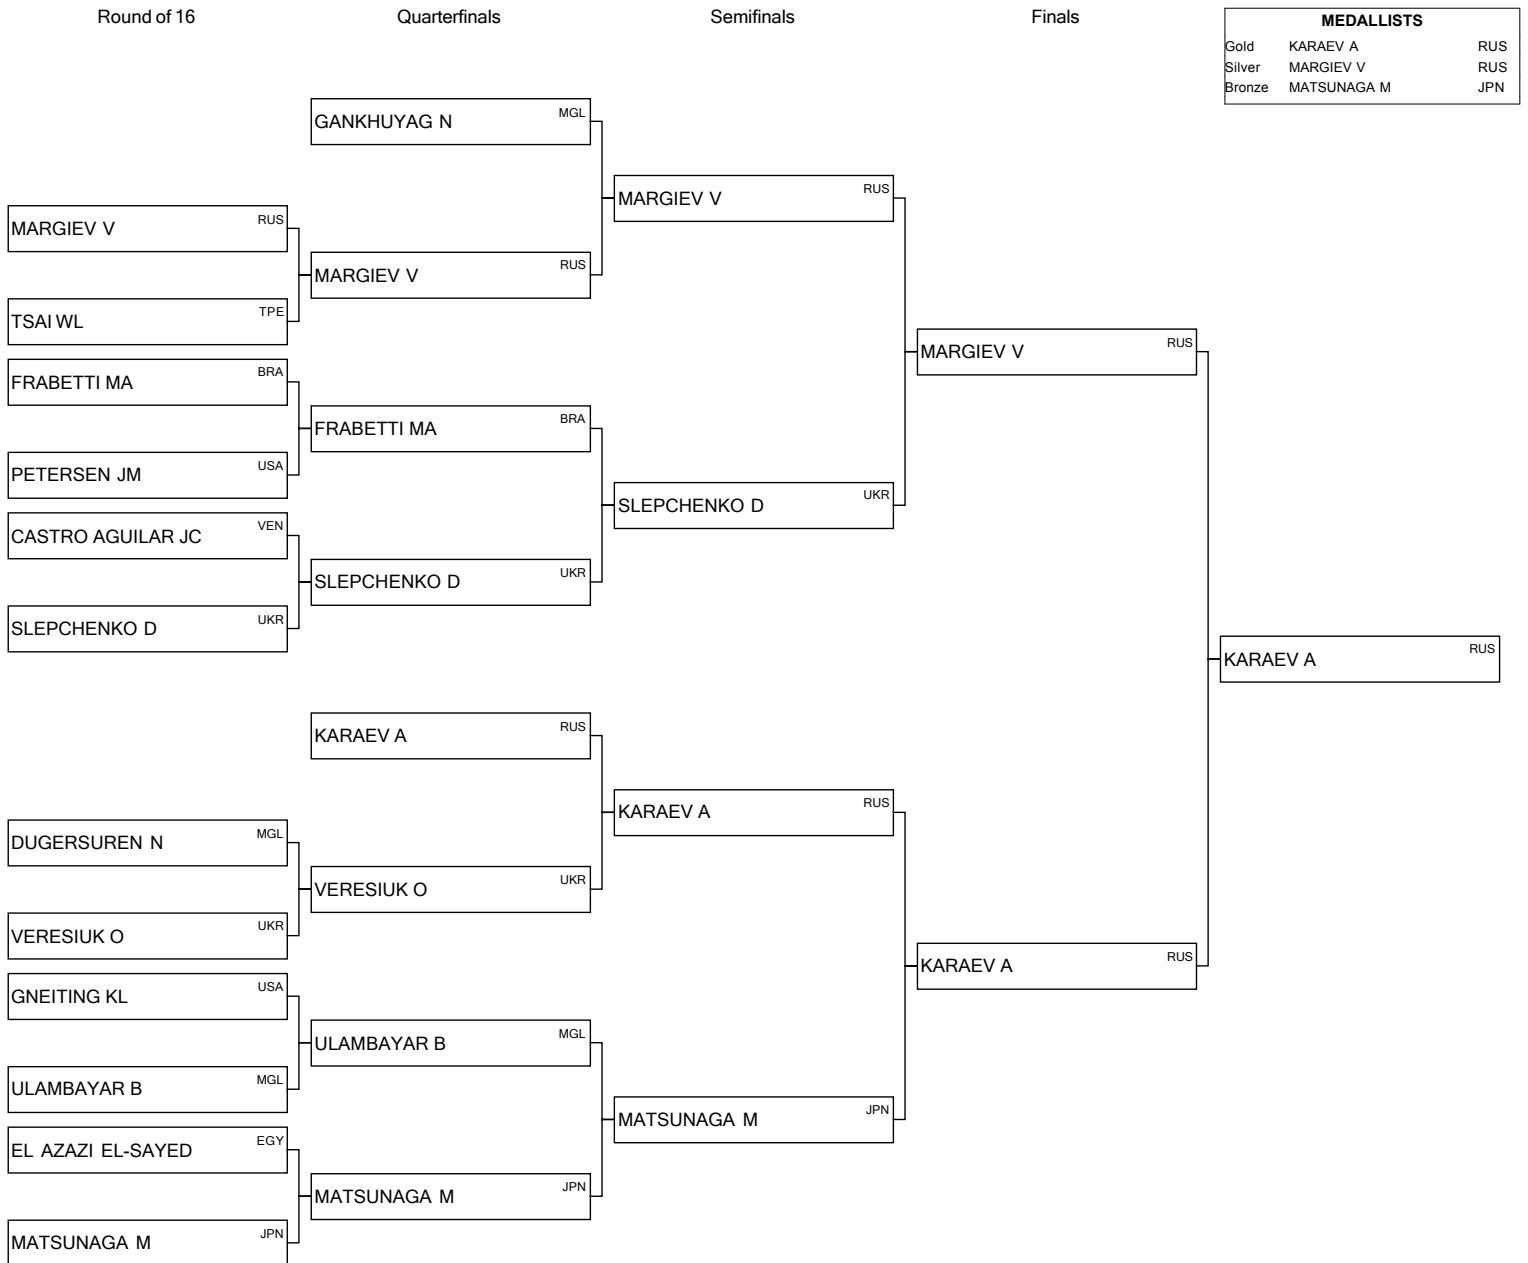 Round of 16 Quarterfinals Semifinals Finals
MEDALLISTS
Gold KARAEV A RUS
Silver MARGIEV V RUS
Bronze MATSUNAGA M JPN
GANKHUYAG N MGL
MARGIEV V RUS
MARGIEV V RUS
MARGIEV V RUS
TSAI WL TPE
MARGIEV V RUS
FRABETTI MA BRA
FRABETTI MA BRA
PETERSEN JM USA
SLEPCHENKO D UKR
CASTRO AGUILAR JC VEN
SLEPCHENKO D UKR
SLEPCHENKO D UKR
KARAEV A RUS
KARAEV A RUS
KARAEV A RUS
DUGERSUREN N MGL
VERESIUK O UKR
VERESIUK O UKR
KARAEV A RUS
GNEITING KL USA
ULAMBAYAR B MGL
ULAMBAYAR B MGL
MATSUNAGA M JPN
EL AZAZI EL-SAYED EGY
MATSUNAGA M JPN
MATSUNAGA M JPN